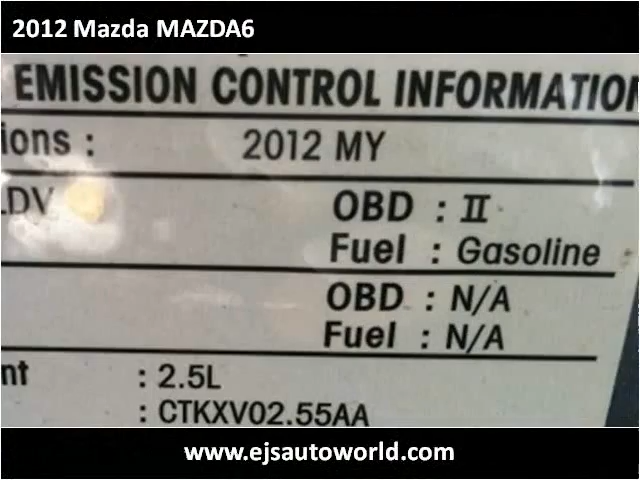 2012 Mazda MAZDA6
EMISSION CONTROL INFORMATION
ions : 2012 MY
LDV OBD : II
Fuel : Gasoline
OBD : N/A
Fuel : N/A
nt : 2.5L
: CTKXV02.55AA
www.ejsautoworld.com